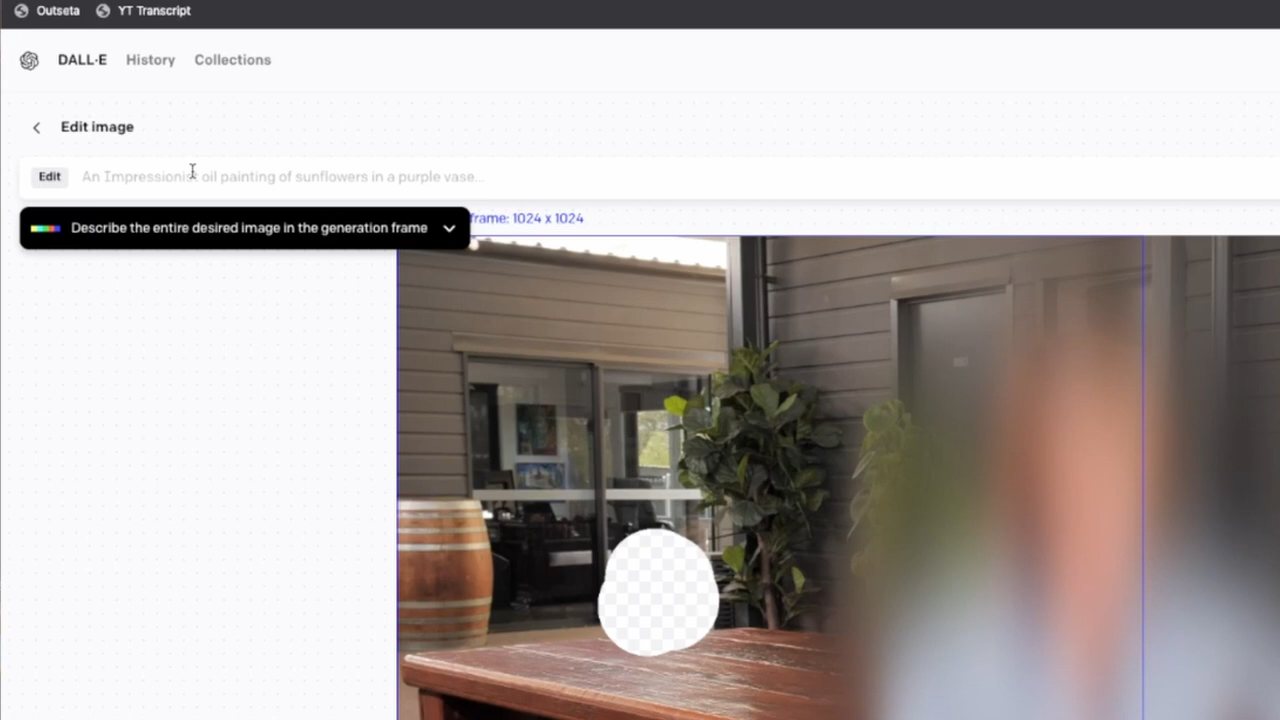 Outseta YT Transcript
DALL·E History Collections
Edit image
Edit An Impressionist oil painting of sunflowers in a purple vase...
Describe the entire desired image in the generation frame
frame: 1024 x 1024